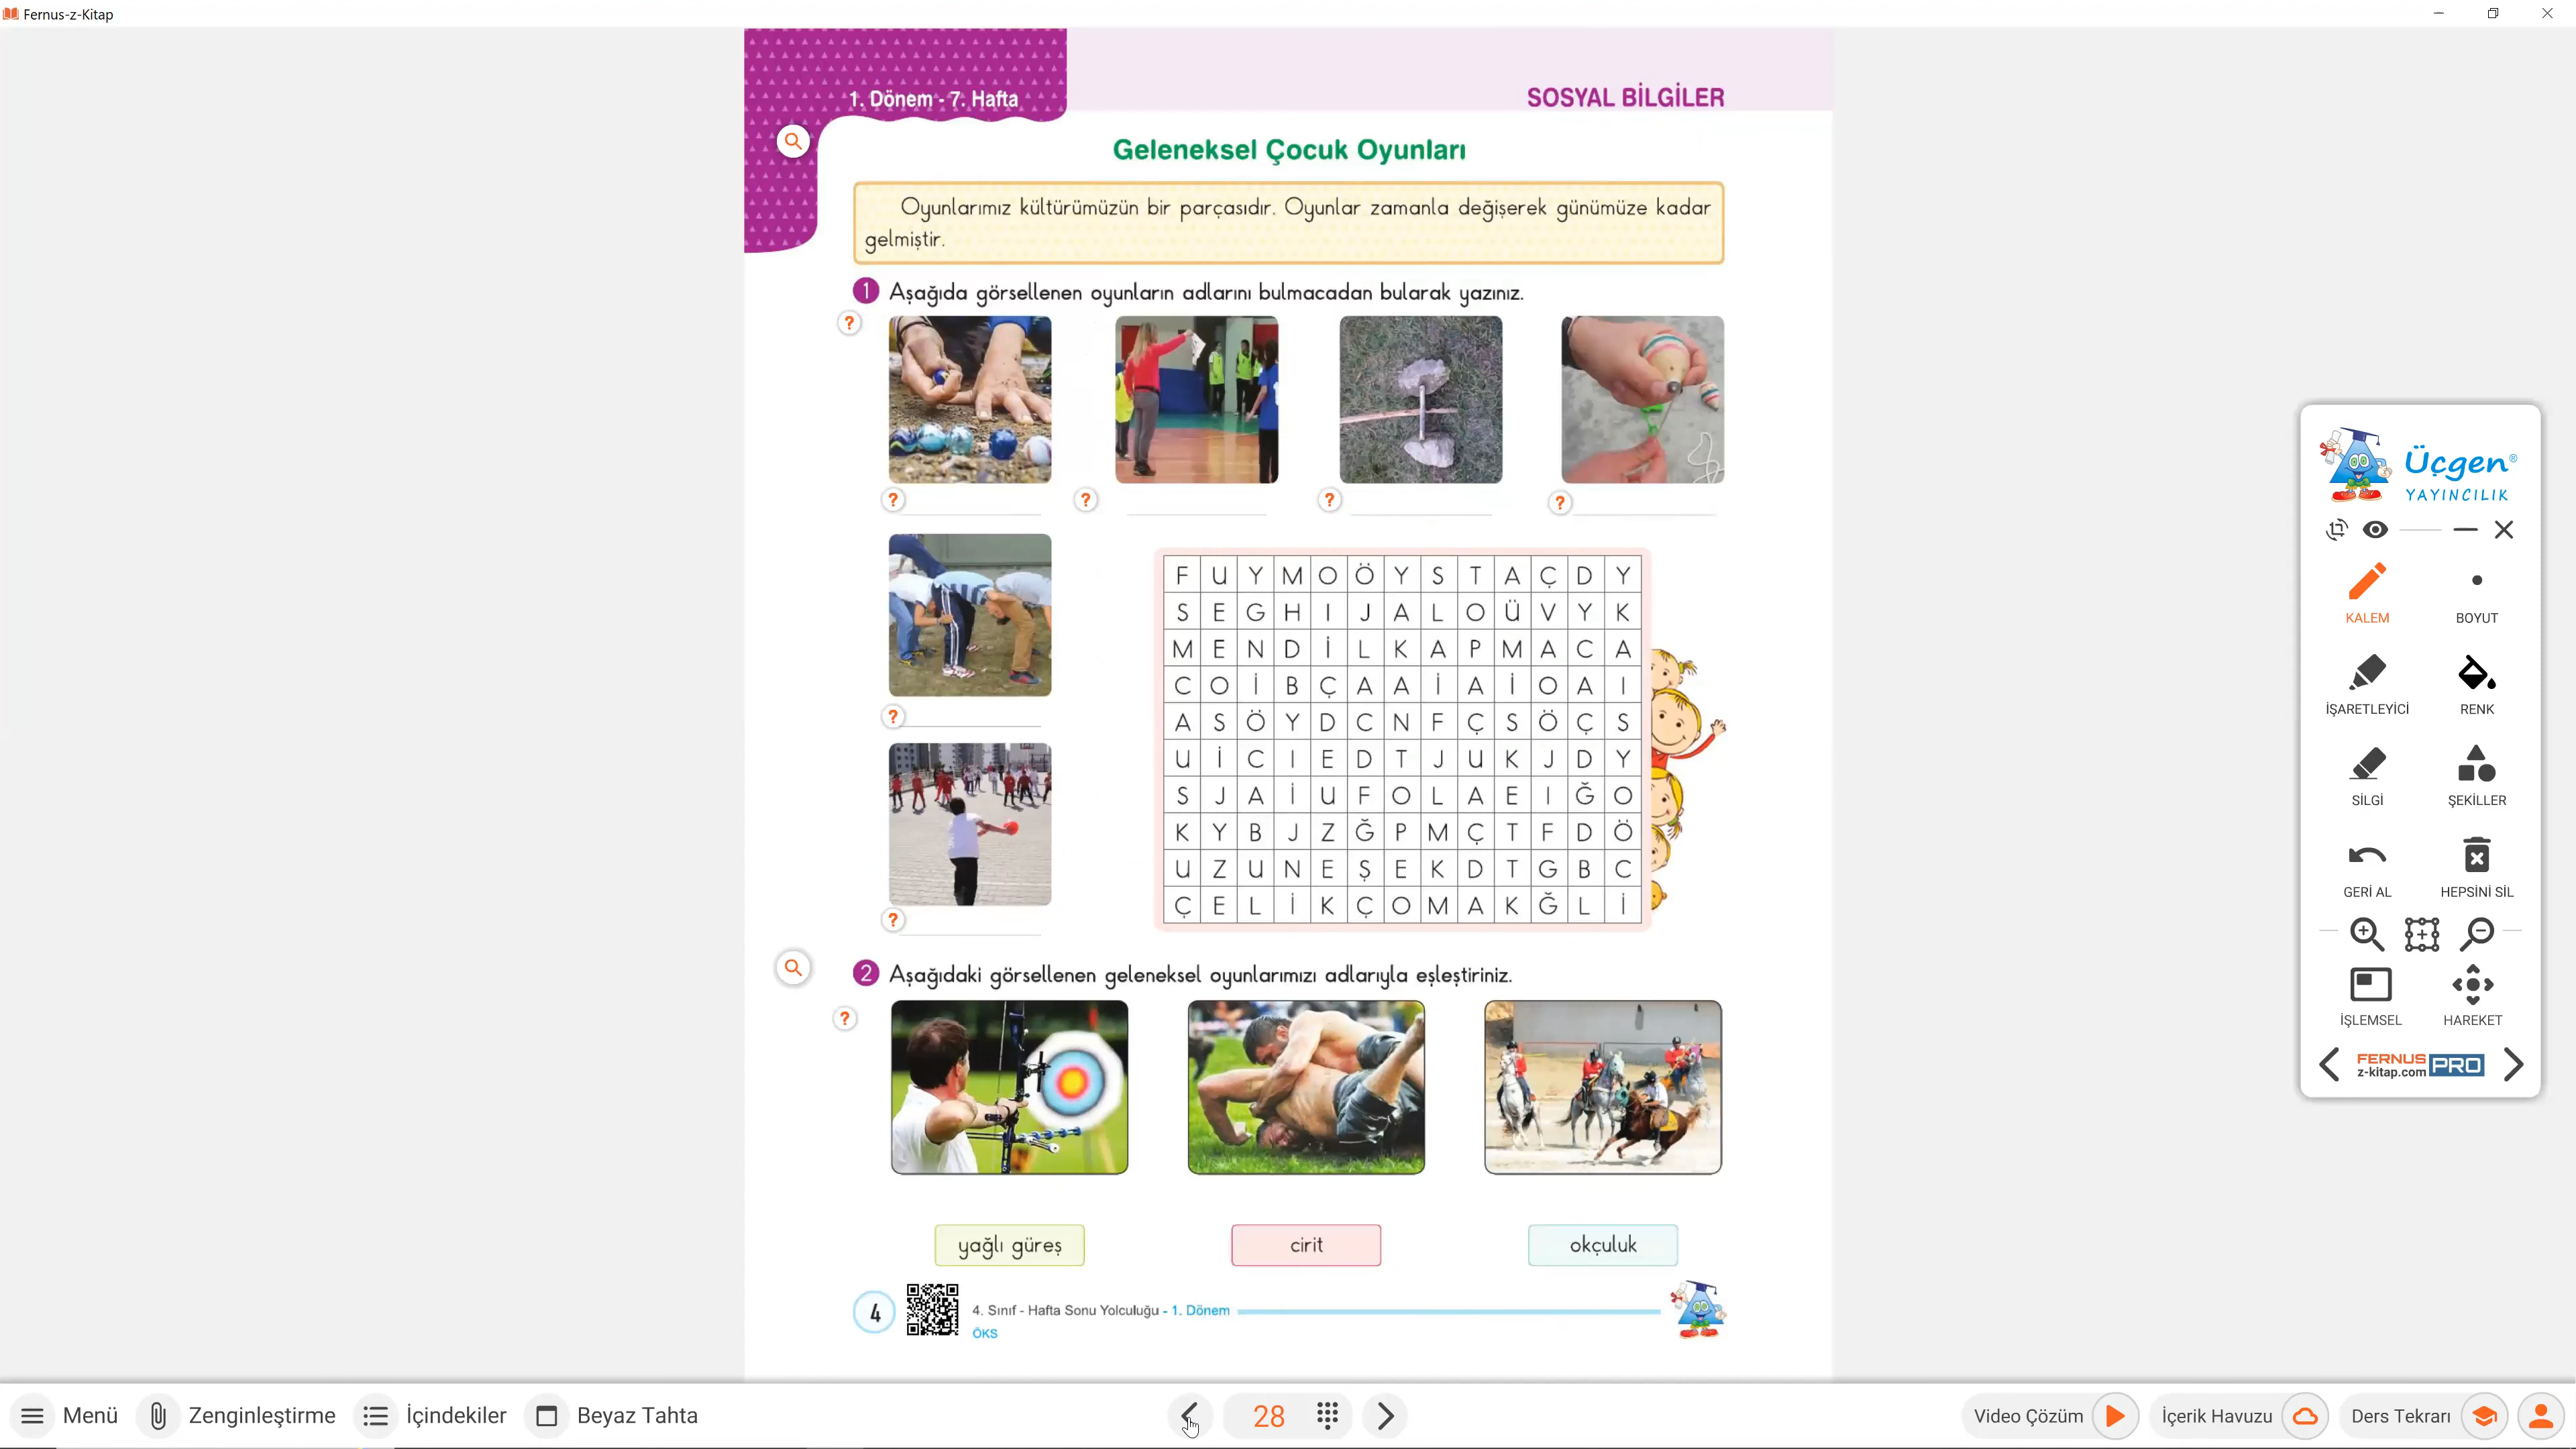 Fernus-z-Kitap
1. Dönem - 7. Hafta
SOSYAL BİLGİLER
Geleneksel Çocuk Oyunları
Oyunlarımız kültürümüzün bir parçasıdır. Oyunlar zamanla değişerek günümüze kadar
gelmiştir.
1 Aşağıda görsellenen oyunların adlarını bulmacadan bularak yazınız.
?
? ? ? ?
?
?
F U Y M O Ö Y S T A Ç D Y
S E G H I J A L O Ü V Y K
M E N D İ L K A P M A C A
C O İ B Ç A A İ A İ O A I
A S Ö Y D C N F Ç S Ö Ç S
U İ C I E D T J U K J D Y
S J A İ U F O L A E I Ğ O
K Y B J Z Ğ P M Ç T F D Ö
U Z U N E Ş E K D T G B C
Ç E L İ K Ç O M A K Ğ L İ
2 Aşağıdaki görsellenen geleneksel oyunlarımızı adlarıyla eşleştiriniz.
?
yağlı güreş
cirit
okçuluk
4
4. Sınıf - Hafta Sonu Yolculuğu - 1. Dönem
ÖKS
Üçgen®
YAYINCILIK
KALEM
BOYUT
İŞARETLEYİCİ
RENK
SİLGİ
ŞEKİLLER
GERİ AL
HEPSİNİ SİL
İŞLEMSEL
HAREKET
FERNUS PRO
z-kitap.com
Menü
Zenginleştirme
İçindekiler
Beyaz Tahta
28
Video Çözüm
İçerik Havuzu
Ders Tekrarı